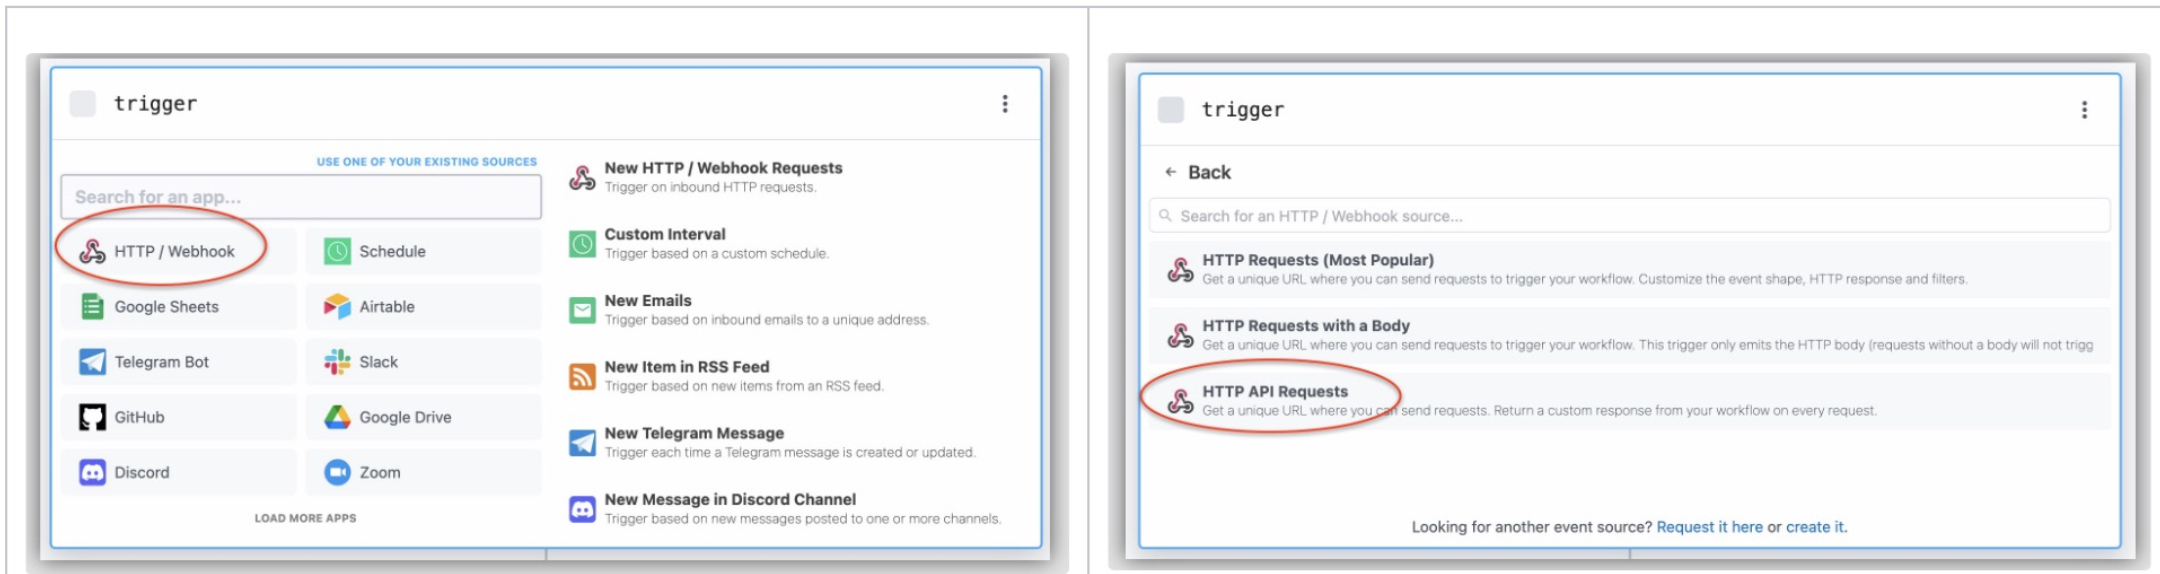 trigger
USE ONE OF YOUR EXISTING SOURCES
Search for an app...
HTTP / Webhook
Schedule
Google Sheets
Airtable
Telegram Bot
Slack
GitHub
Google Drive
Discord
Zoom
LOAD MORE APPS
New HTTP / Webhook Requests
Trigger on inbound HTTP requests.
Custom Interval
Trigger based on a custom schedule.
New Emails
Trigger based on inbound emails to a unique address.
New Item in RSS Feed
Trigger based on new items from an RSS feed.
New Telegram Message
Trigger each time a Telegram message is created or updated.
New Message in Discord Channel
Trigger based on new messages posted to one or more channels.
trigger
← Back
Search for an HTTP / Webhook source...
HTTP Requests (Most Popular)
Get a unique URL where you can send requests to trigger your workflow. Customize the event shape, HTTP response and filters.
HTTP Requests with a Body
Get a unique URL where you can send requests to trigger your workflow. This trigger only emits the HTTP body (requests without a body will not trigg
HTTP API Requests
Get a unique URL where you can send requests. Return a custom response from your workflow on every request.
Looking for another event source? Request it here or create it.